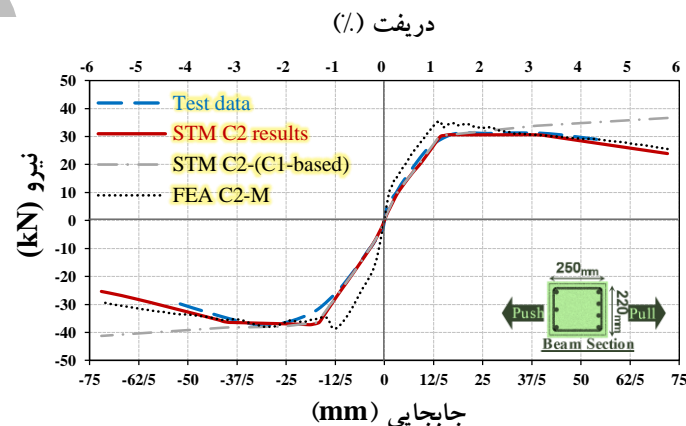 دریفت (٪)
-6 -5 -4 -3 -2 -1 0 1 2 3 4 5 6
50
40
30
20
10
0
-10
-20
-30
-40
-50
نیرو (kN)
Test data
STM C2 results
STM C2-(C1-based)
FEA C2-M
250mm
220mm
Push
Pull
Beam Section
-75 -62/5 -50 -37/5 -25 -12/5 0 12/5 25 37/5 50 62/5 75
جابجایی (mm)